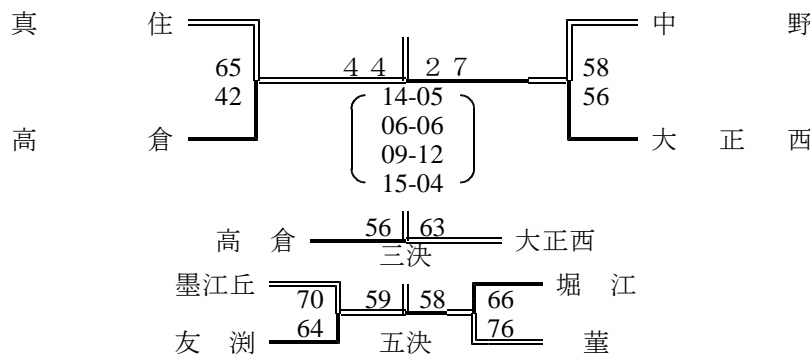 真 住 中 野
65 ４４ ２７ 58
42 14-05 56
06-06
高 倉 大 正 西
09-12
15-04
56 63
高 倉 大正西
三決
墨江丘 堀 江
70 59 58 66
64 76
友 渕 五決 菫